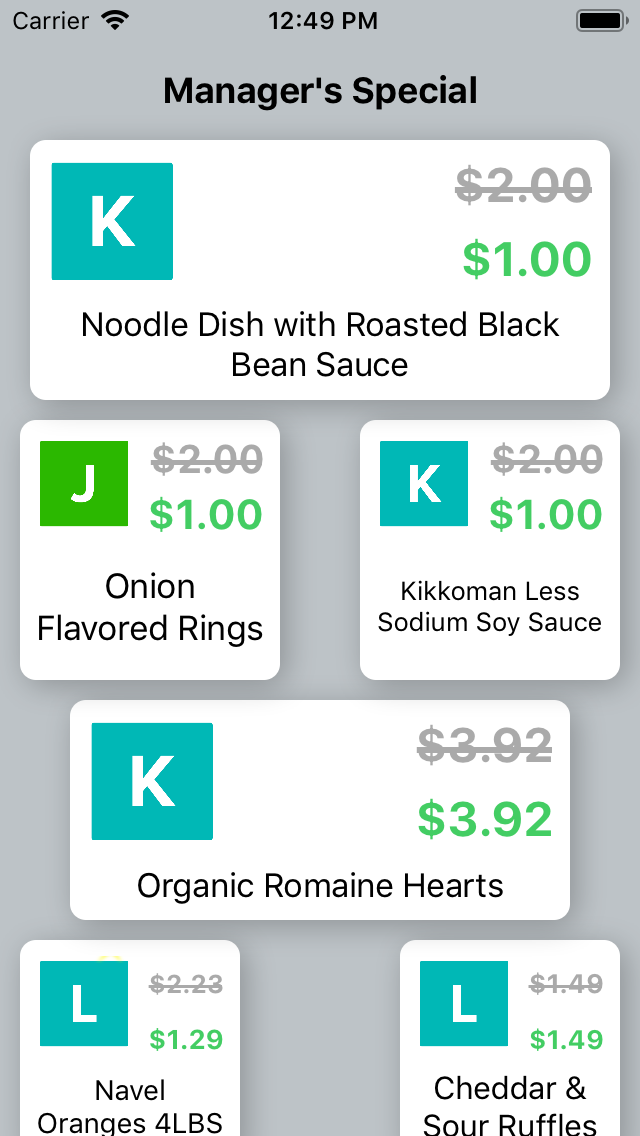 Carrier 12:49 PM
Manager's Special
K
$2.00
$1.00
Noodle Dish with Roasted Black
Bean Sauce
J
$2.00
$1.00
Onion
Flavored Rings
K
$2.00
$1.00
Kikkoman Less
Sodium Soy Sauce
K
$3.92
$3.92
Organic Romaine Hearts
L
$2.23
$1.29
Navel
Oranges 4LBS
L
$1.49
$1.49
Cheddar &
Sour Ruffles